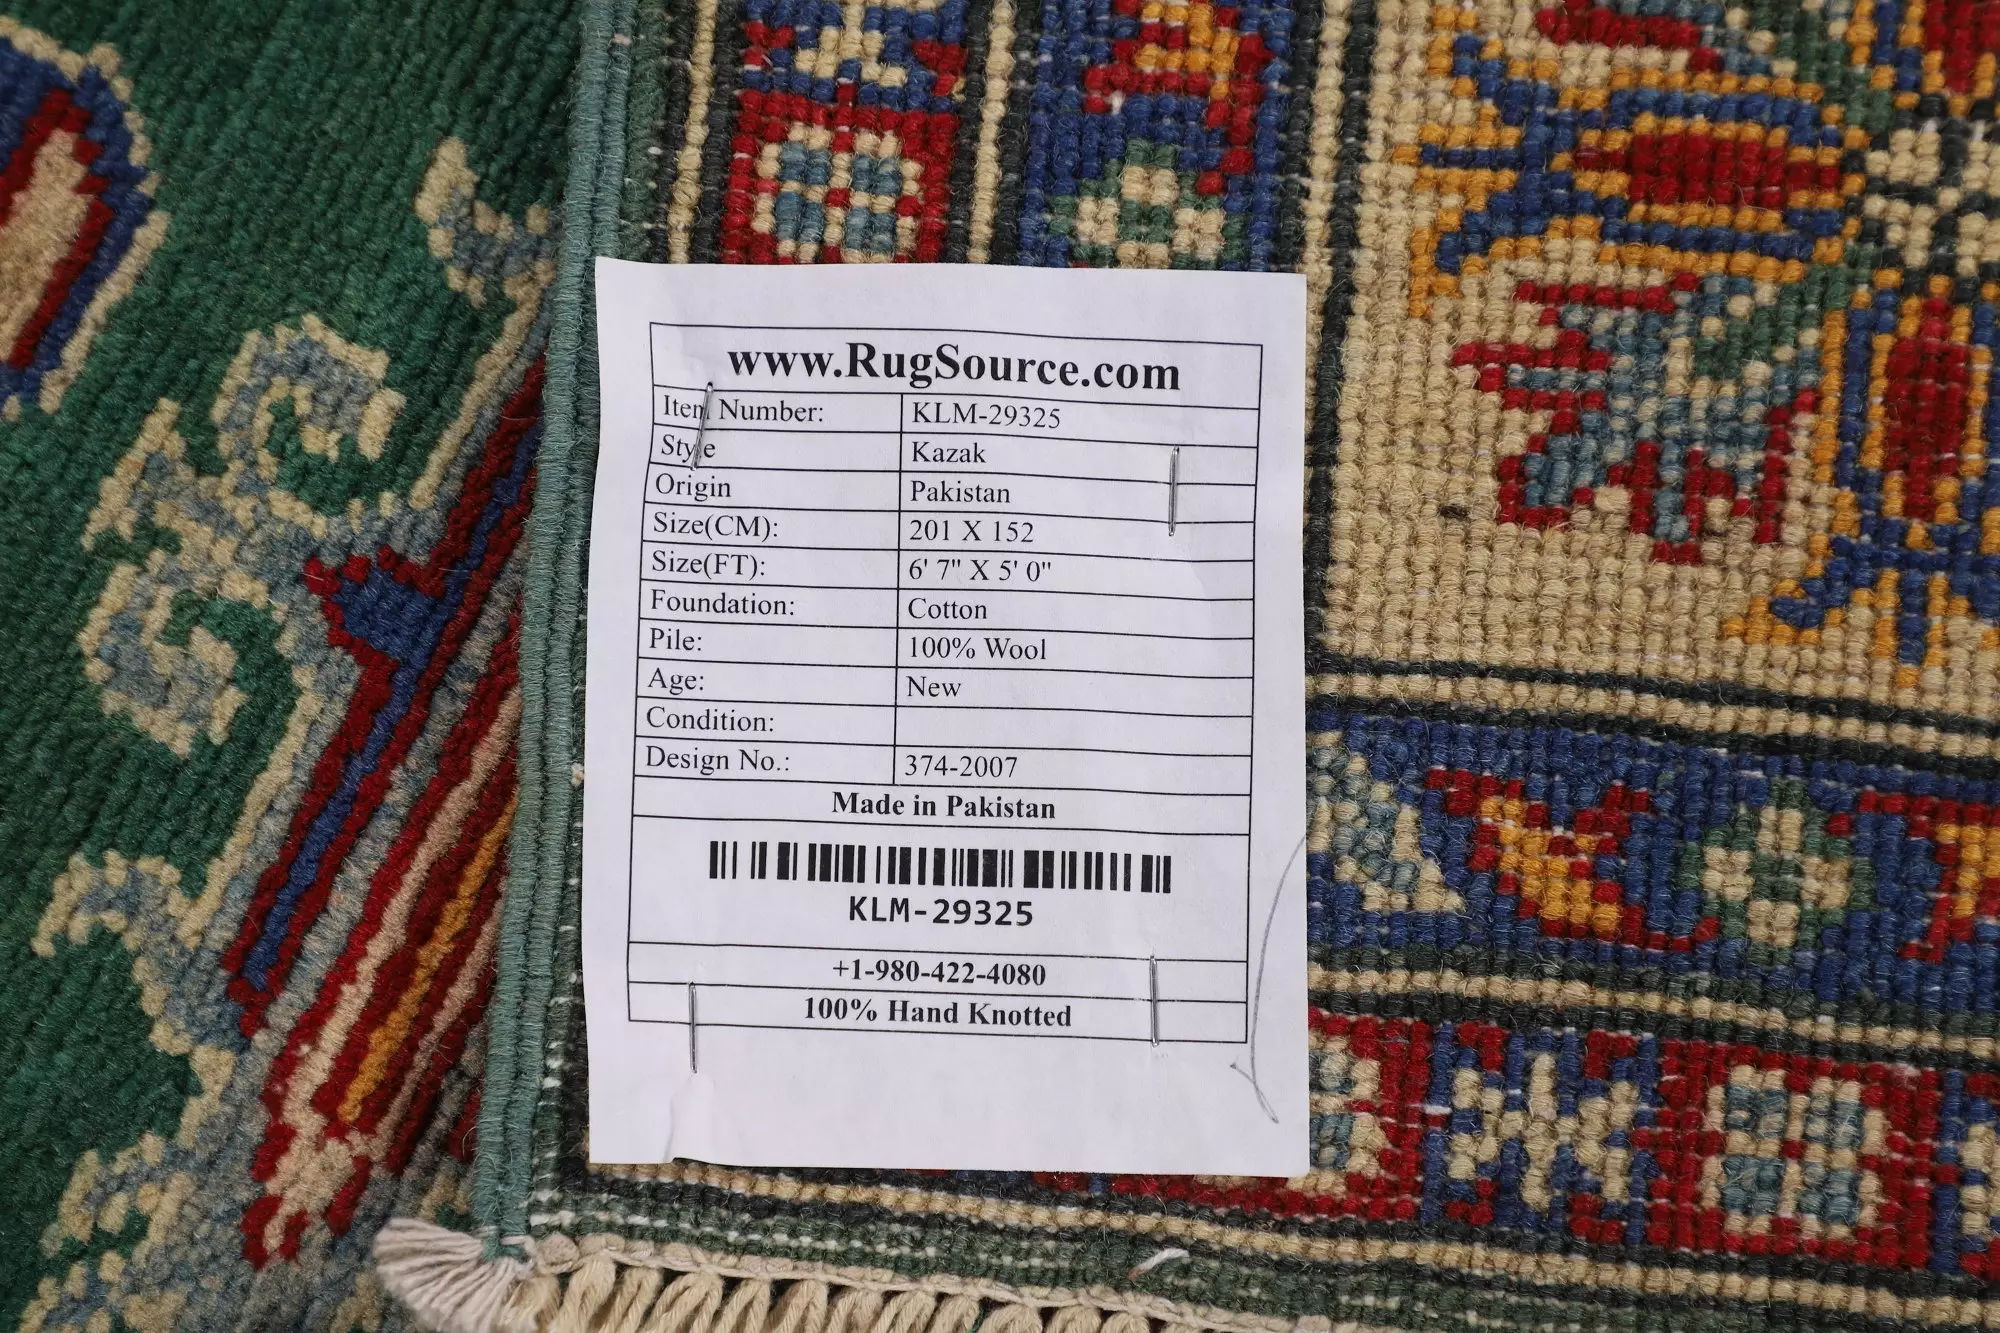 www.RugSource.com
Item Number: KLM-29325
Style Kazak
Origin Pakistan
Size(CM): 201 X 152
Size(FT): 6' 7" X 5' 0"
Foundation: Cotton
Pile: 100% Wool
Age: New
Condition:
Design No.: 374-2007
Made in Pakistan
KLM-29325
+1-980-422-4080
100% Hand Knotted